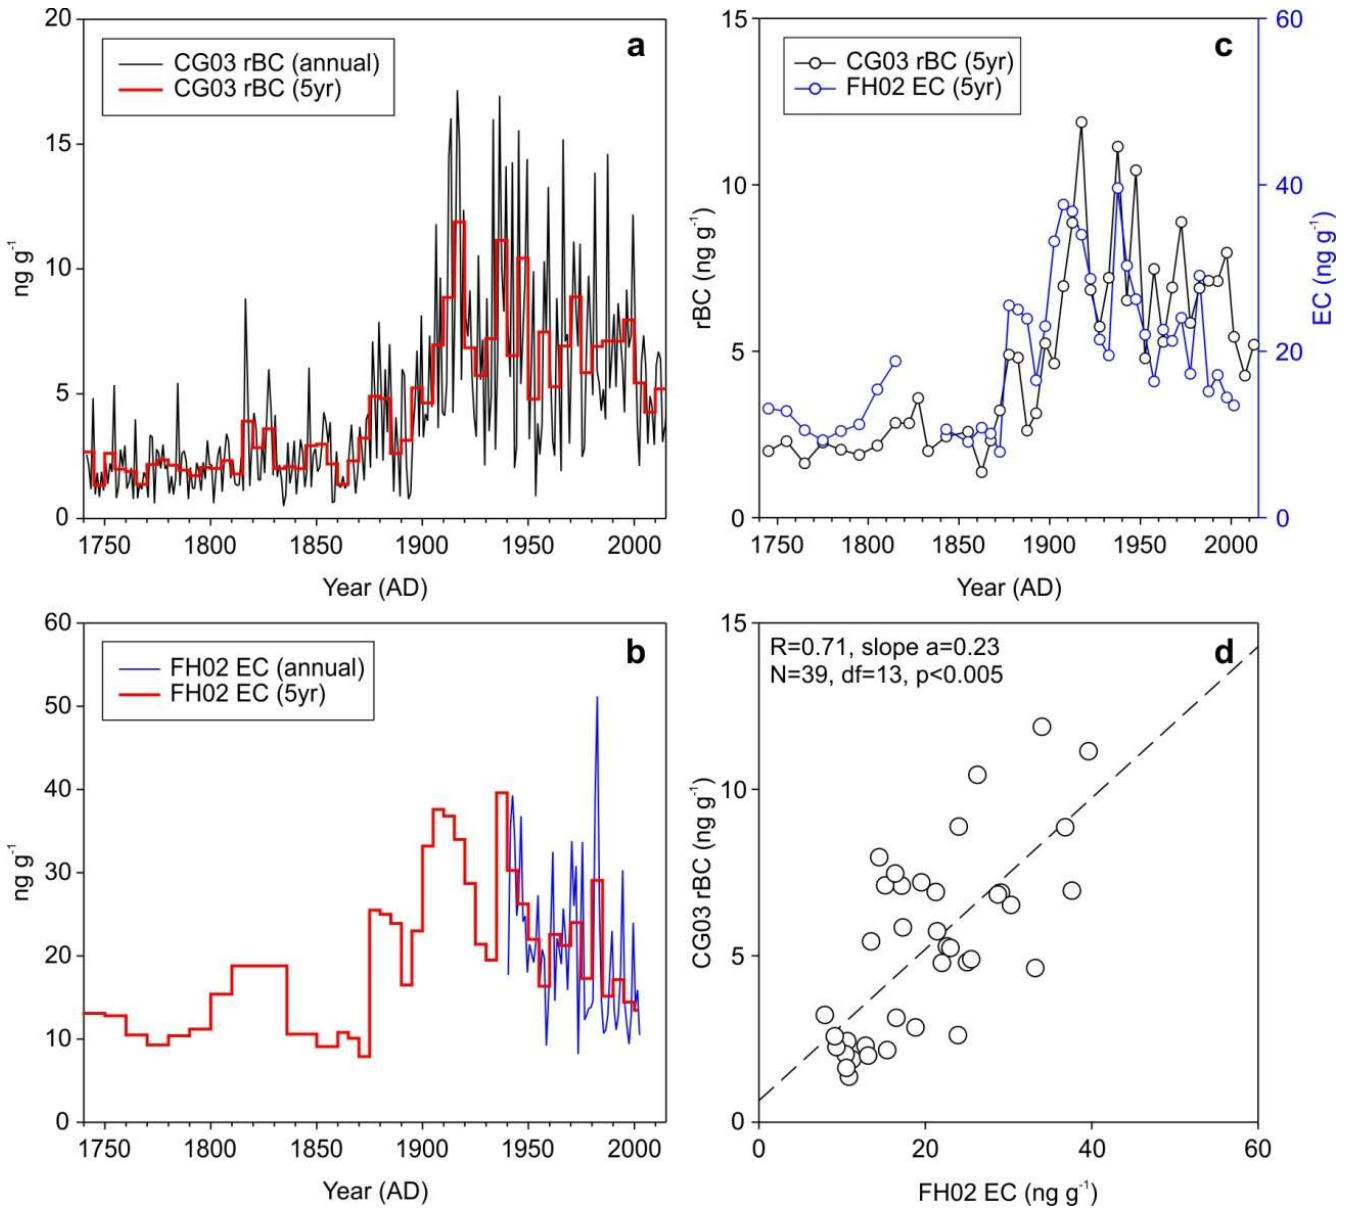 a
CG03 rBC (annual)
CG03 rBC (5yr)
20
15
10
5
0
ng g-1
1750 1800 1850 1900 1950 2000
Year (AD)
c
CG03 rBC (5yr)
FH02 EC (5yr)
15
10
5
0
rBC (ng g-1)
60
40
20
0
EC (ng g-1)
1750 1800 1850 1900 1950 2000
Year (AD)
b
FH02 EC (annual)
FH02 EC (5yr)
60
50
40
30
20
10
0
ng g-1
1750 1800 1850 1900 1950 2000
Year (AD)
d
R=0.71, slope a=0.23
N=39, df=13, p<0.005
15
10
5
0
CG03 rBC (ng g-1)
0 20 40 60
FH02 EC (ng g-1)